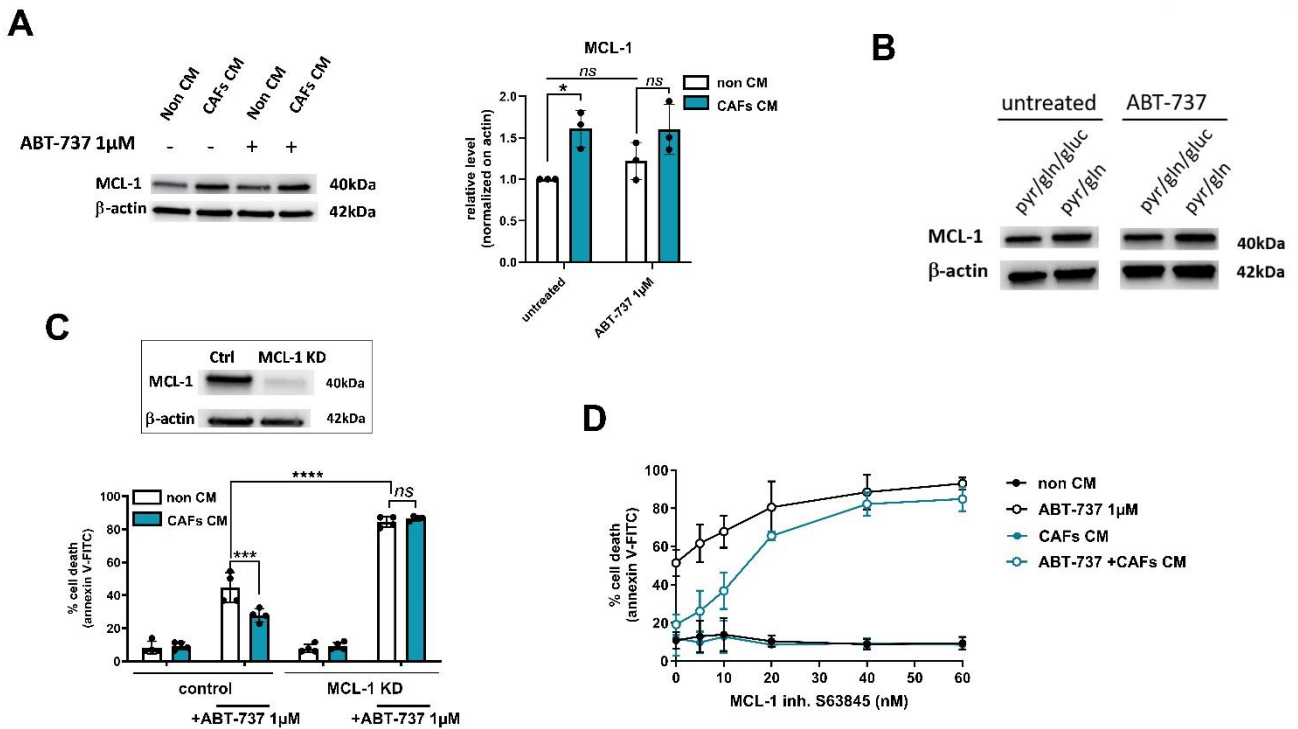 A
Non CM
CAFs CM
Non CM
CAFs CM
ABT-737 1µM
- - + +
MCL-1
40kDa
β-actin
42kDa
MCL-1
ns
ns
*
non CM
CAFs CM
2.0
1.5
1.0
0.5
0.0
relative level
(normalized on actin)
untreated
ABT-737 1µM
B
untreated
ABT-737
pyr/gln/gluc
pyr/gln
pyr/gln/gluc
pyr/gln
MCL-1
40kDa
β-actin
42kDa
C
Ctrl MCL-1 KD
MCL-1
40kDa
β-actin
42kDa
****
ns
***
non CM
CAFs CM
100
80
60
40
20
0
% cell death
(annexin V-FITC)
control
MCL-1 KD
+ABT-737 1µM
+ABT-737 1µM
D
100
80
60
40
20
0
% cell death
(annexin V-FITC)
0 10 20 30 40 50 60
MCL-1 inh. S63845 (nM)
non CM
ABT-737 1µM
CAFs CM
ABT-737 +CAFs CM